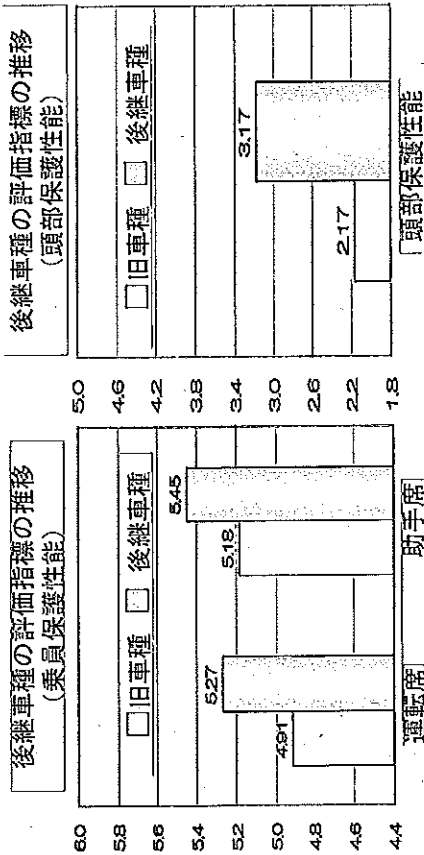 後継車種の評価指標の推移
(乗員保護性能)
□旧車種 □後継車種
6.0
5.8
5.6
5.4
5.2
5.0
4.8
4.6
4.4
4.91
5.27
5.18
5.45
運転席
助手席
後継車種の評価指標の推移
(頭部保護性能)
□旧車種 □後継車種
5.0
4.6
4.2
3.8
3.4
3.0
2.6
2.2
1.8
2.17
3.17
頭部保護性能